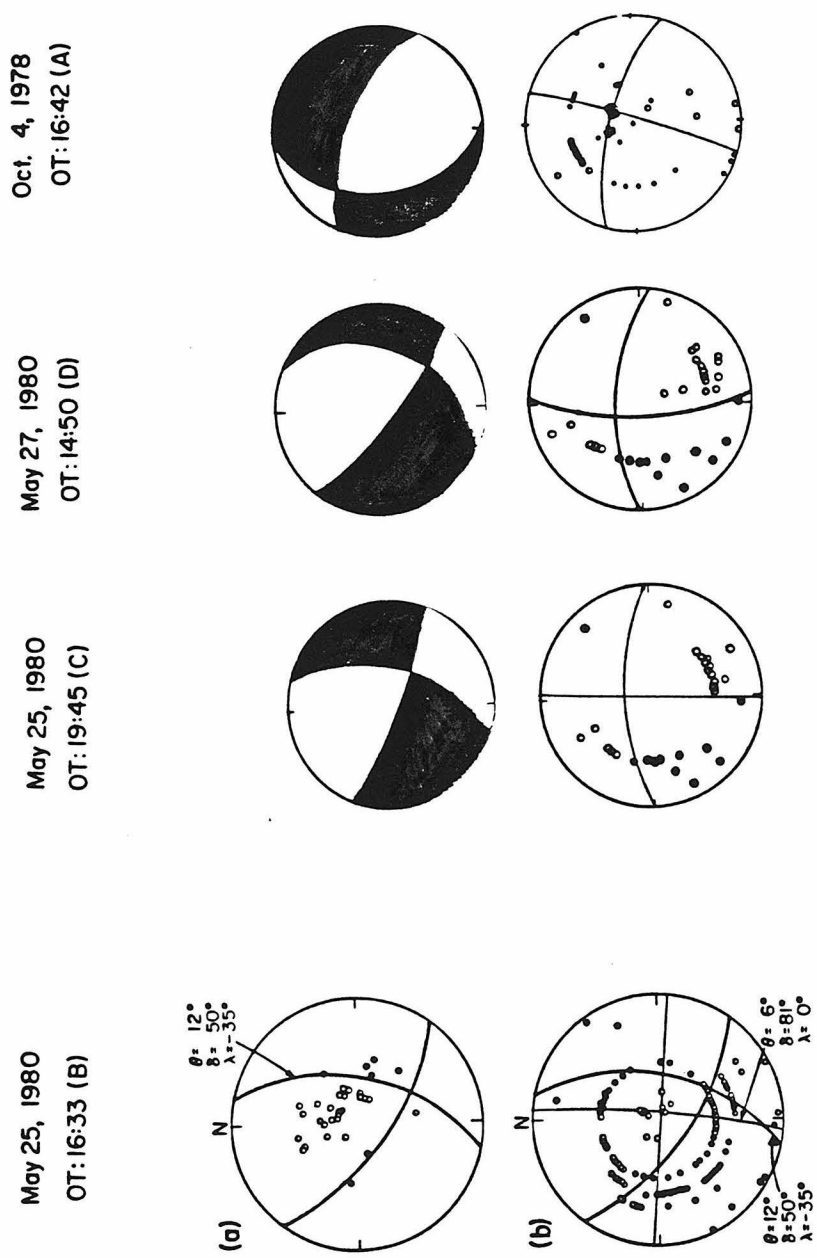 May 25, 1980
OT: 16:33 (B)
May 25, 1980
OT: 19:45 (C)
May 27, 1980
OT: 14:50 (D)
Oct. 4, 1978
OT: 16:42 (A)
(a)
N
θ = 12°
δ = 50°
λ = -35°
(b)
N
θ = 12°
δ = 50°
λ = -35°
θ = 6°
δ = 81°
λ = 0°